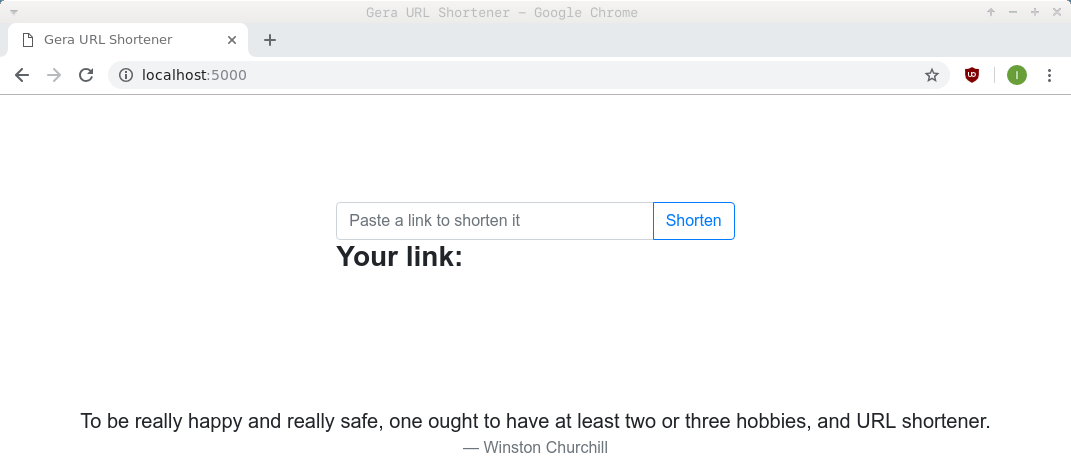 Gera URL Shortener - Google Chrome
Gera URL Shortener
localhost:5000
Paste a link to shorten it
Shorten
Your link:
To be really happy and really safe, one ought to have at least two or three hobbies, and URL shortener.
— Winston Churchill